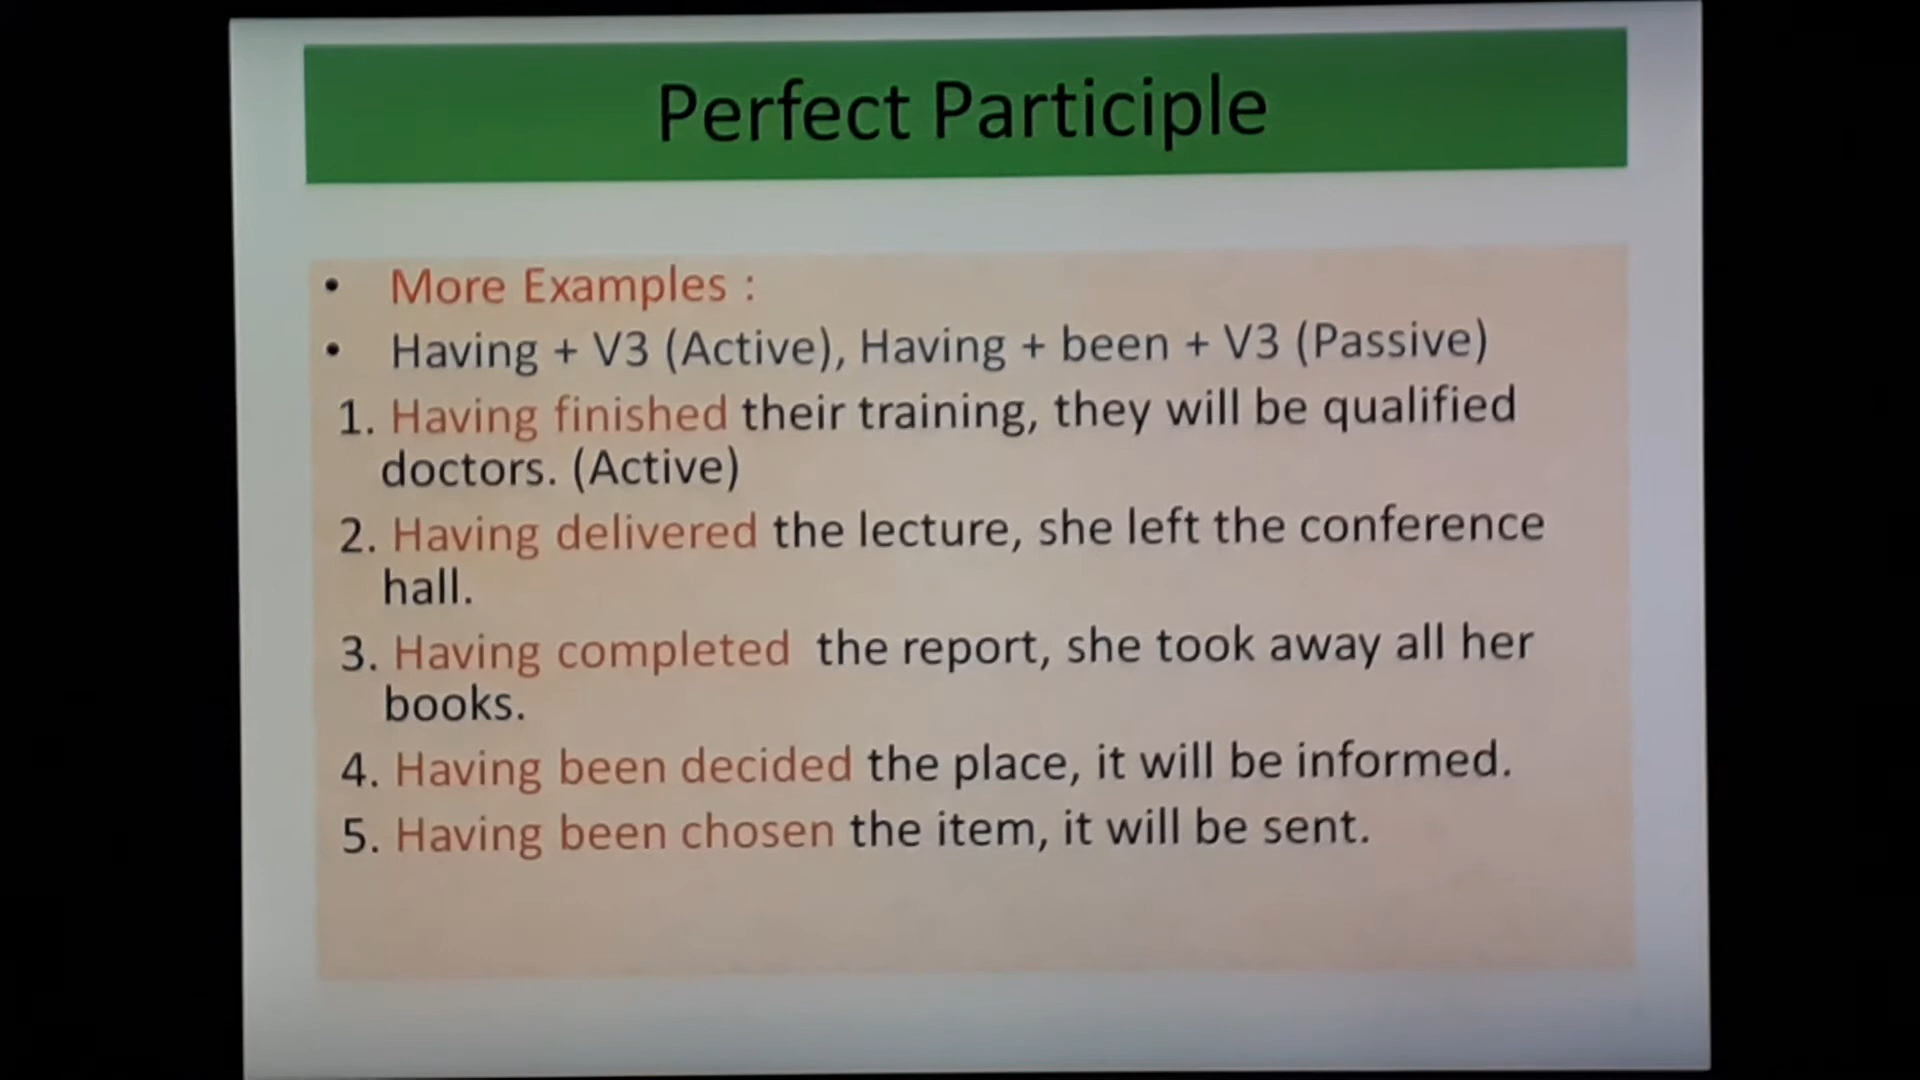 Perfect Participle
• More Examples :
• Having + V3 (Active), Having + been + V3 (Passive)
1. Having finished their training, they will be qualified
doctors. (Active)
2. Having delivered the lecture, she left the conference
hall.
3. Having completed the report, she took away all her
books.
4. Having been decided the place, it will be informed.
5. Having been chosen the item, it will be sent.